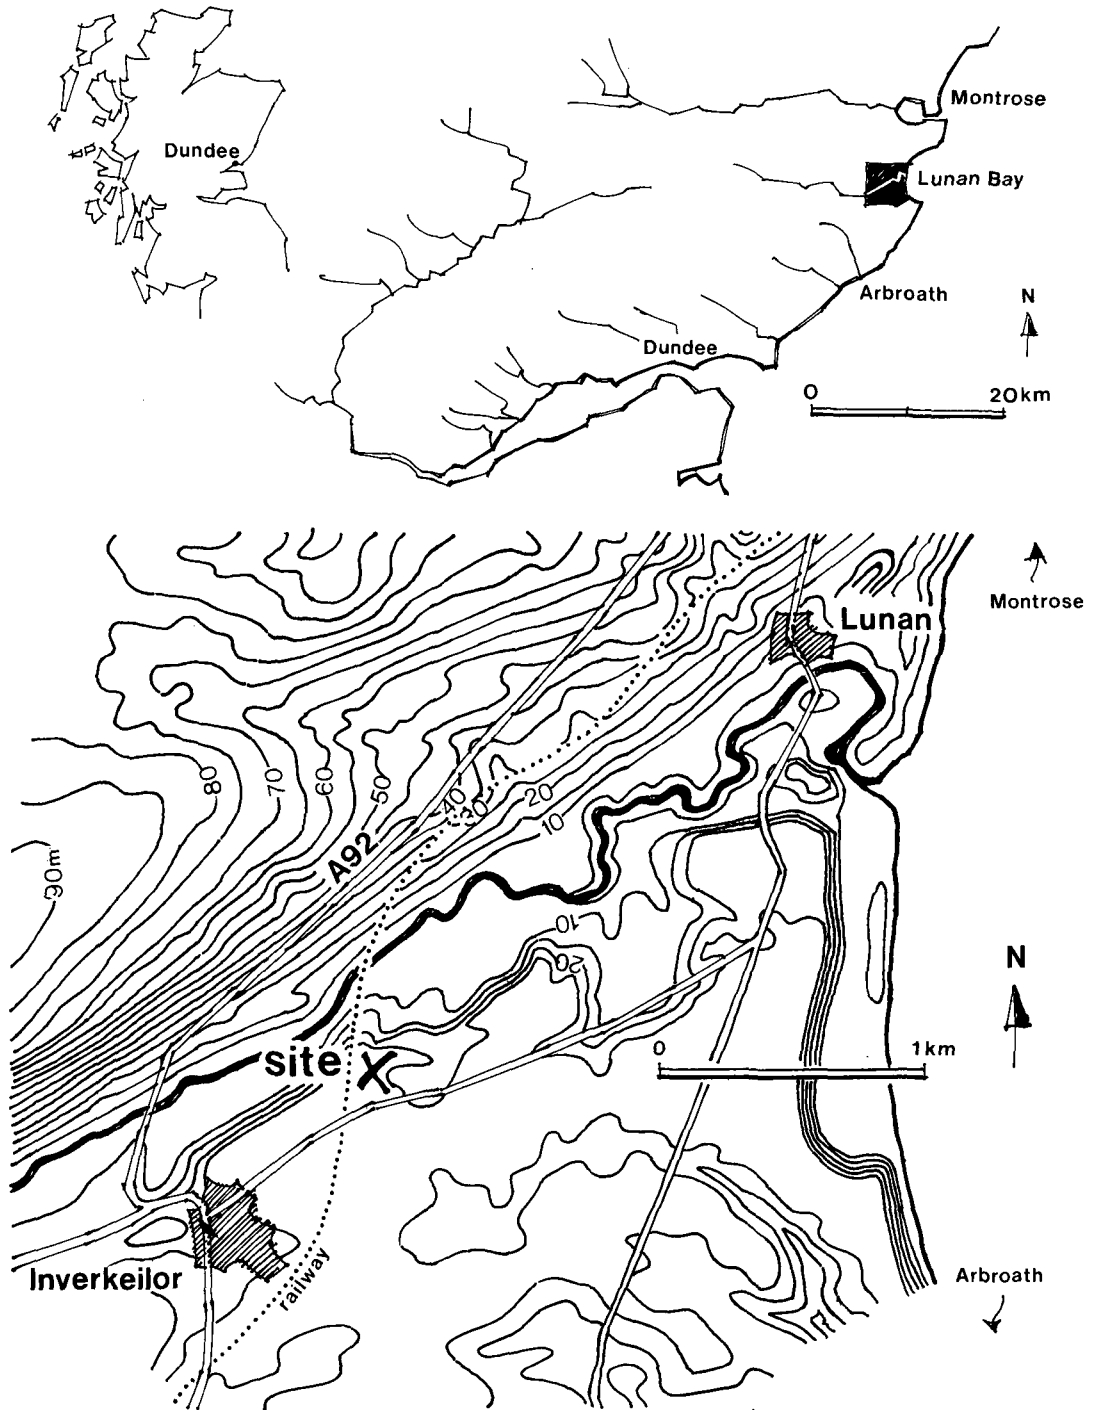 Montrose
Dundee
Lunan Bay
Arbroath
N
Dundee
0
20km
Montrose
Lunan
80
70
60
50
40
30
20
10
A92
90m
10
20
N
site
0
1km
Inverkeilor
railway
Arbroath